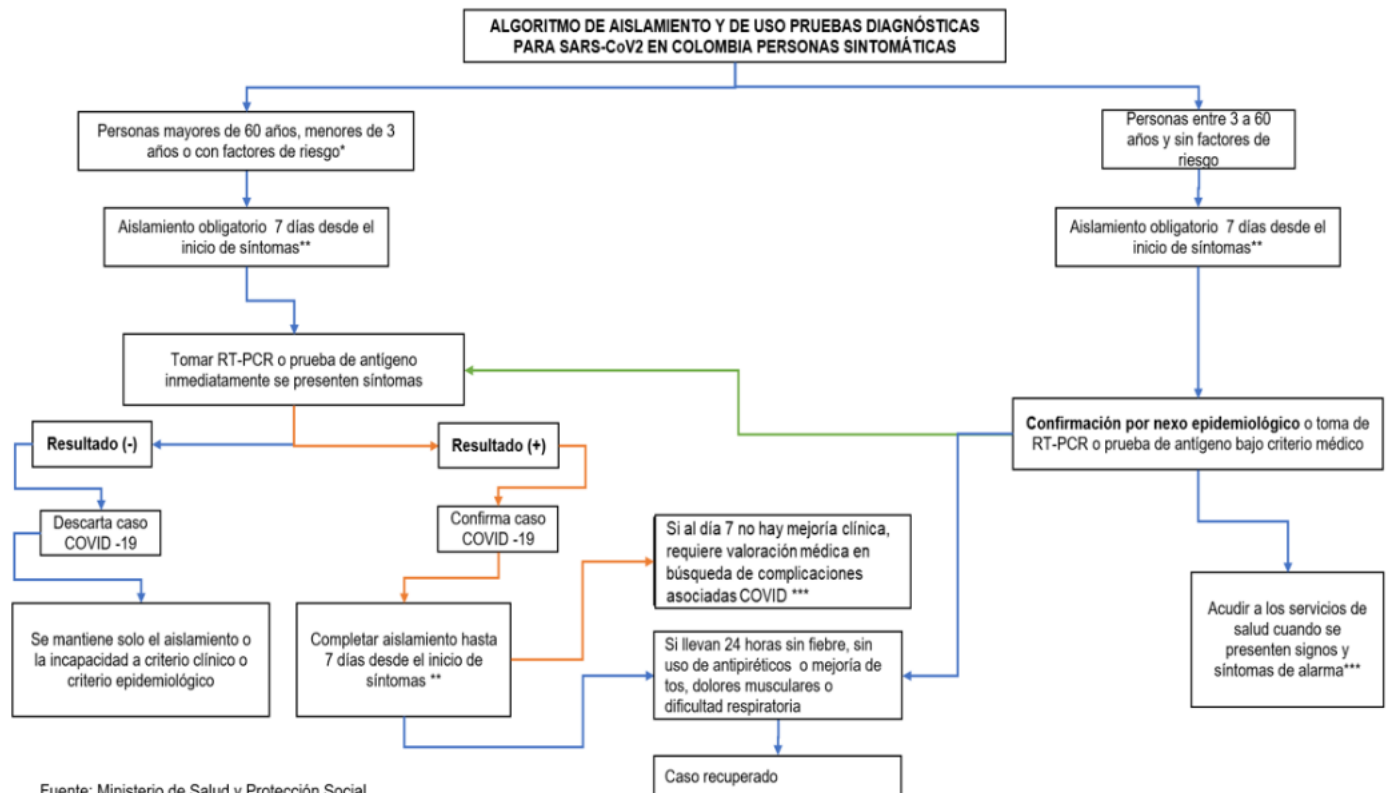 ALGORITMO DE AISLAMIENTO Y DE USO PRUEBAS DIAGNÓSTICAS
PARA SARS-CoV2 EN COLOMBIA PERSONAS SINTOMÁTICAS
Personas mayores de 60 años, menores de 3
años o con factores de riesgo*
Personas entre 3 a 60
años y sin factores de
riesgo
Aislamiento obligatorio 7 días desde el
inicio de síntomas**
Aislamiento obligatorio 7 días desde el
inicio de síntomas**
Tomar RT-PCR o prueba de antígeno
inmediatamente se presenten síntomas
Confirmación por nexo epidemiológico o toma de
RT-PCR o prueba de antígeno bajo criterio médico
Resultado (-)
Resultado (+)
Descarta caso
COVID -19
Confirma caso
COVID -19
Si al día 7 no hay mejoría clínica,
requiere valoración médica en
búsqueda de complicaciones
asociadas COVID ***
Acudir a los servicios de
salud cuando se
presenten signos y
síntomas de alarma***
Se mantiene solo el aislamiento o
la incapacidad a criterio clínico o
criterio epidemiológico
Completar aislamiento hasta
7 días desde el inicio de
síntomas **
Si llevan 24 horas sin fiebre, sin
uso de antipiréticos o mejoría de
tos, dolores musculares o
dificultad respiratoria
Caso recuperado
Fuente: Ministerio de Salud y Protección Social